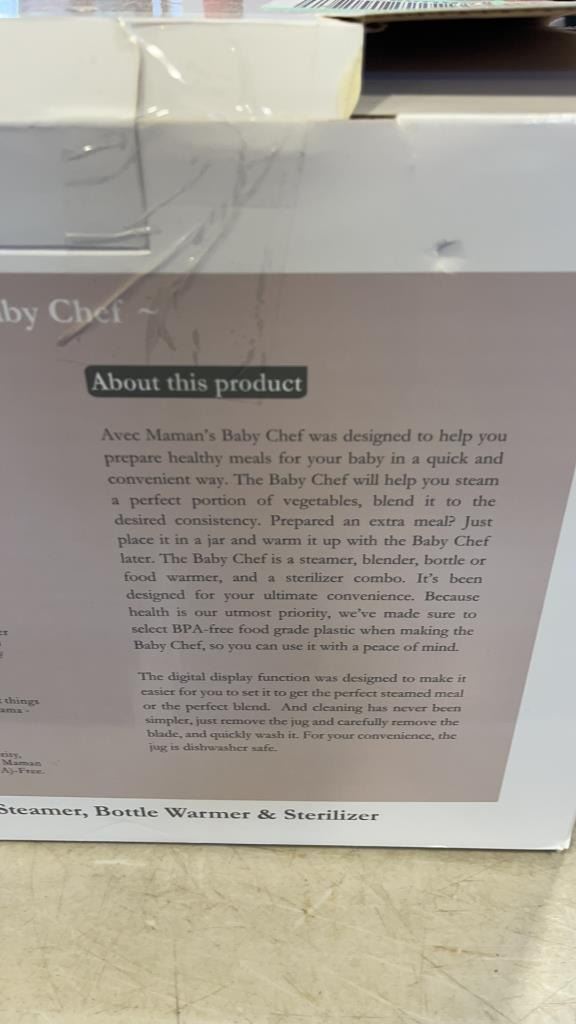 Chef ~
About this product
Avec Maman's Baby Chef was designed to help you
prepare healthy meals for your baby in a quick and
convenient way. The Baby Chef will help you steam
a perfect portion of vegetables, blend it to the
desired consistency. Prepared an extra meal? Just
place it in a jar and warm it up with the Baby Chef
later. The Baby Chef is a steamer, blender, bottle or
food warmer, and a sterilizer combo. It's been
designed for your ultimate convenience. Because
health is our utmost priority, we've made sure to
select BPA-free food grade plastic when making the
Baby Chef, so you can use it with a peace of mind.
The digital display function was designed to make it
easier for you to set it to get the perfect steamed meal
or the perfect blend. And cleaning has never been
simpler, just remove the jug and carefully remove the
blade, and quickly wash it. For your convenience, the
jug is dishwasher safe.
things
Maman
A)-Free.
Steamer, Bottle Warmer & Sterilizer